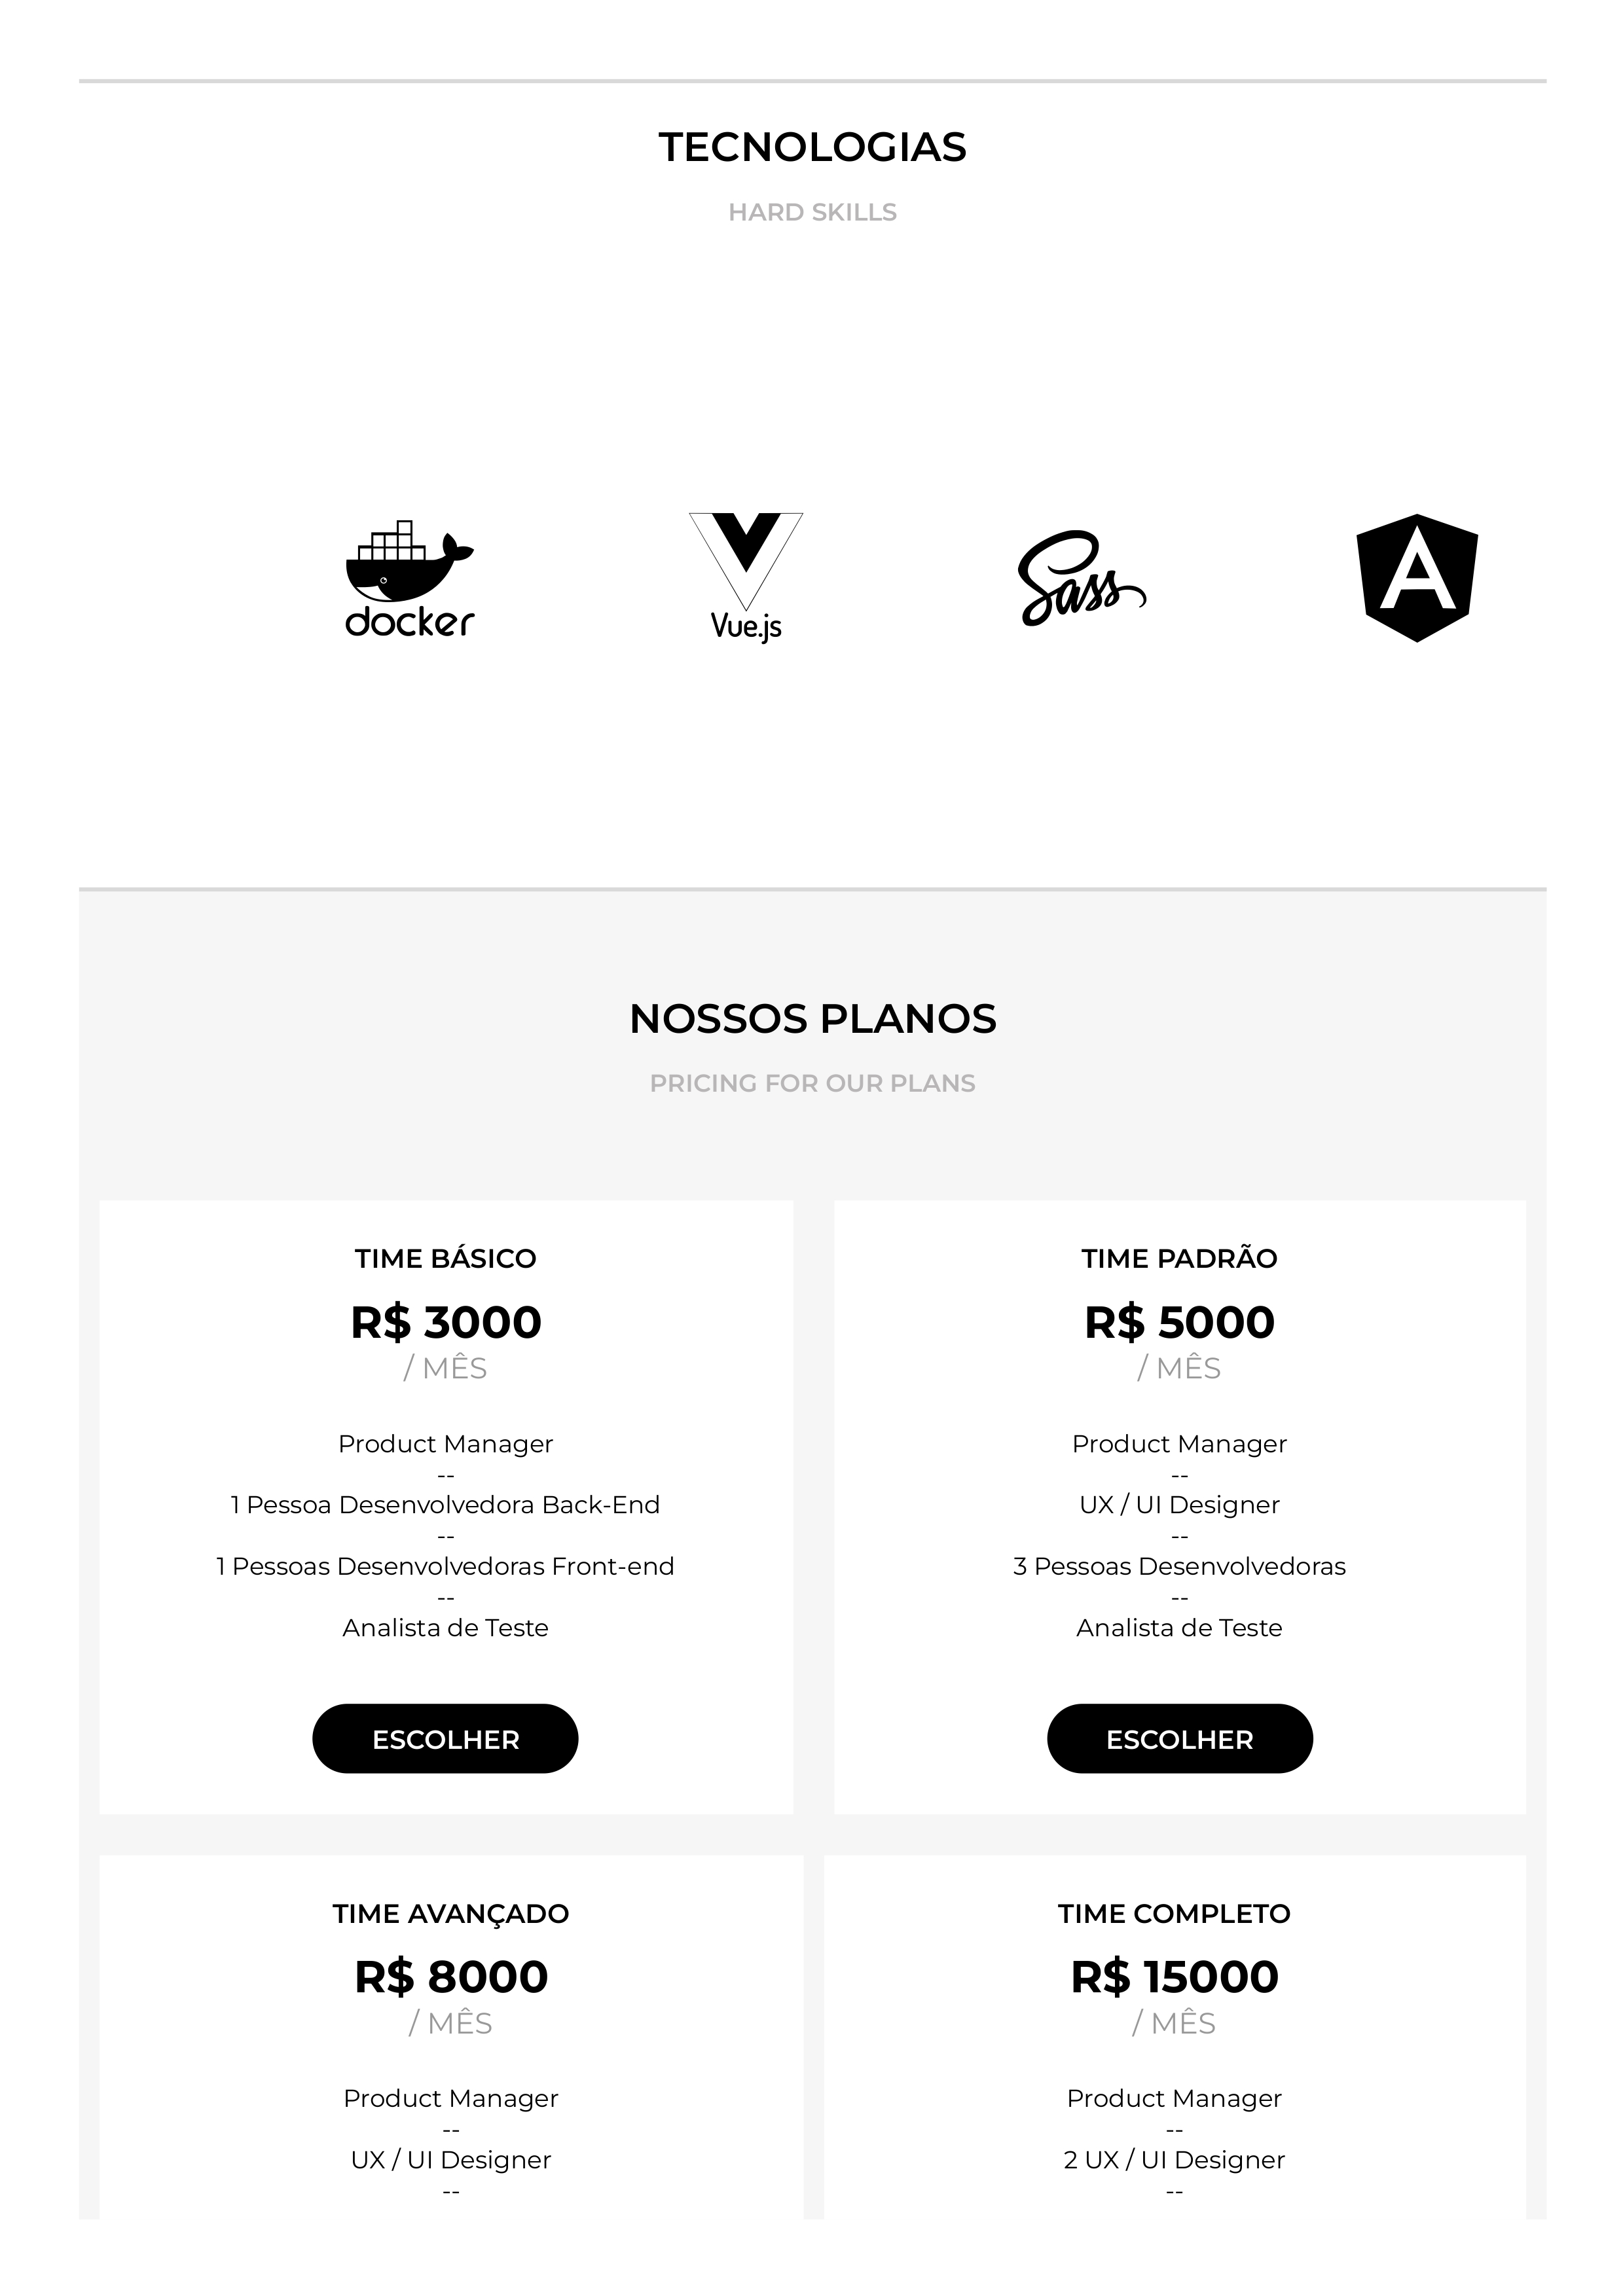 TECNOLOGIAS
HARD SKILLS
docker
Vue.js
Sass
A
NOSSOS PLANOS
PRICING FOR OUR PLANS
TIME BÁSICO
R$ 3000
/ MÊS
Product Manager
--
1 Pessoa Desenvolvedora Back-End
--
1 Pessoas Desenvolvedoras Front-end
--
Analista de Teste
ESCOLHER
TIME PADRÃO
R$ 5000
/ MÊS
Product Manager
--
UX / UI Designer
--
3 Pessoas Desenvolvedoras
--
Analista de Teste
ESCOLHER
TIME AVANÇADO
R$ 8000
/ MÊS
Product Manager
--
UX / UI Designer
--
TIME COMPLETO
R$ 15000
/ MÊS
Product Manager
--
2 UX / UI Designer
--